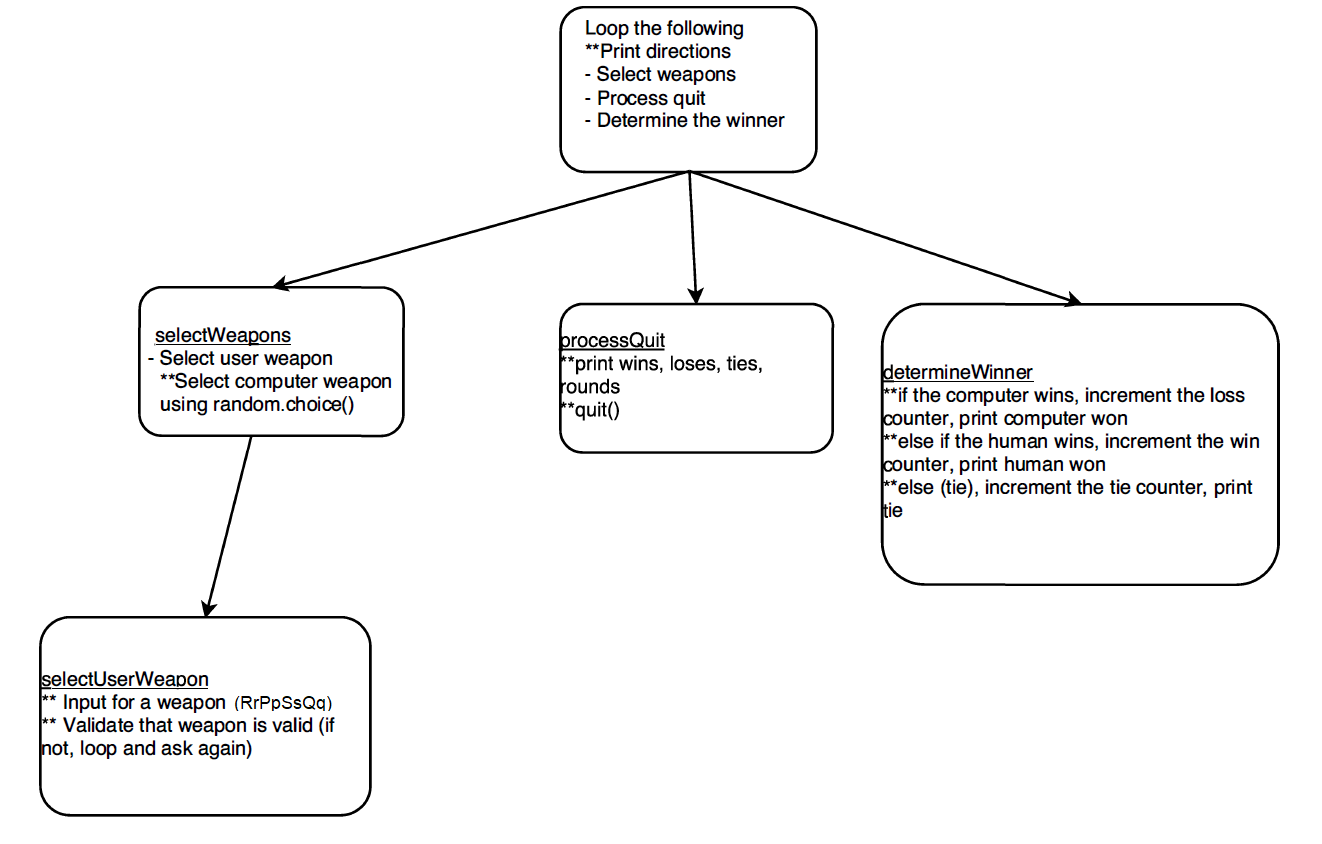 Loop the following
**Print directions
- Select weapons
- Process quit
- Determine the winner
selectWeapons
- Select user weapon
**Select computer weapon
using random.choice()
processQuit
**print wins, loses, ties,
rounds
**quit()
determineWinner
**if the computer wins, increment the loss
counter, print computer won
**else if the human wins, increment the win
counter, print human won
**else (tie), increment the tie counter, print
tie
selectUserWeapon
** Input for a weapon (RrPpSsQq)
** Validate that weapon is valid (if
not, loop and ask again)